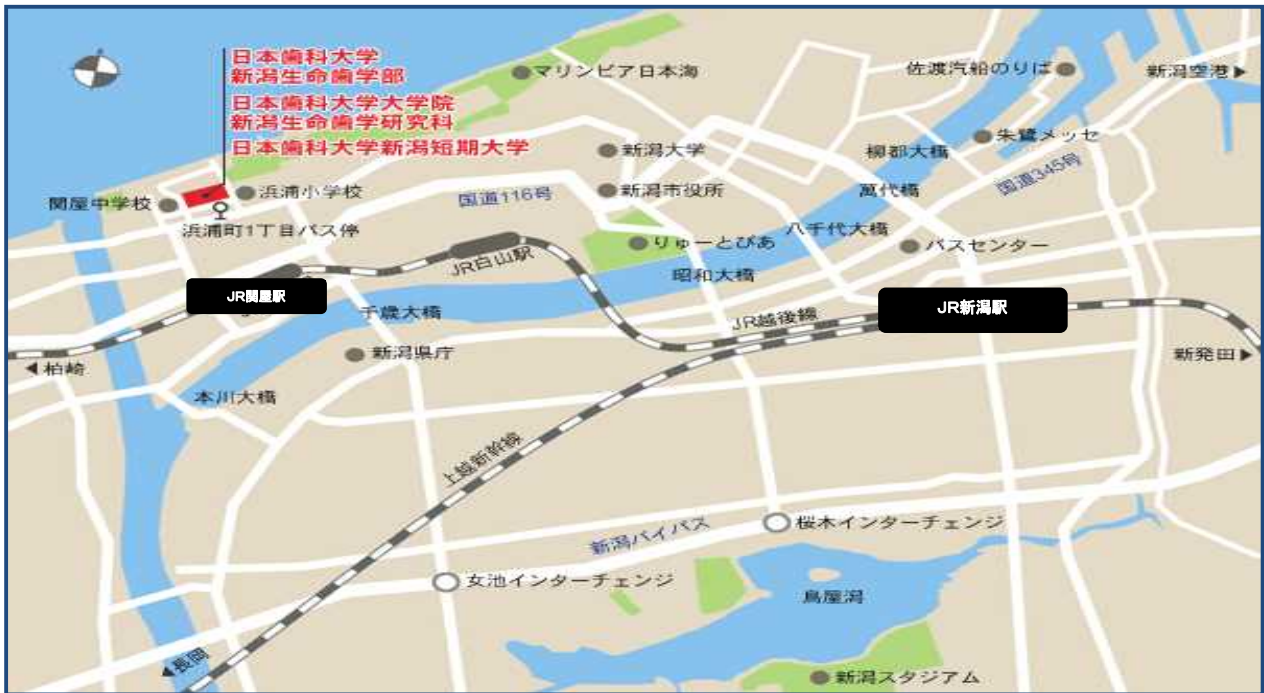 日本歯科大学
新潟生命歯学部
日本歯科大学大学院
新潟生命歯学研究科
日本歯科大学新潟短期大学
マリンピア日本海
佐渡汽船のりば
新潟空港▶
朱鷺メッセ
新潟大学
柳都大橋
関屋中学校
浜浦小学校
国道116号
新潟市役所
萬代橋
国道345号
浜浦町1丁目バス停
りゅーとぴあ
八千代大橋
バスセンター
JR白山駅
昭和大橋
JR関屋駅
千歳大橋
JR越後線
JR新潟駅
◀柏崎
新潟県庁
新発田▶
本川大橋
上越新幹線
新潟バイパス
桜木インターチェンジ
女池インターチェンジ
鳥屋潟
◀長岡
新潟スタジアム